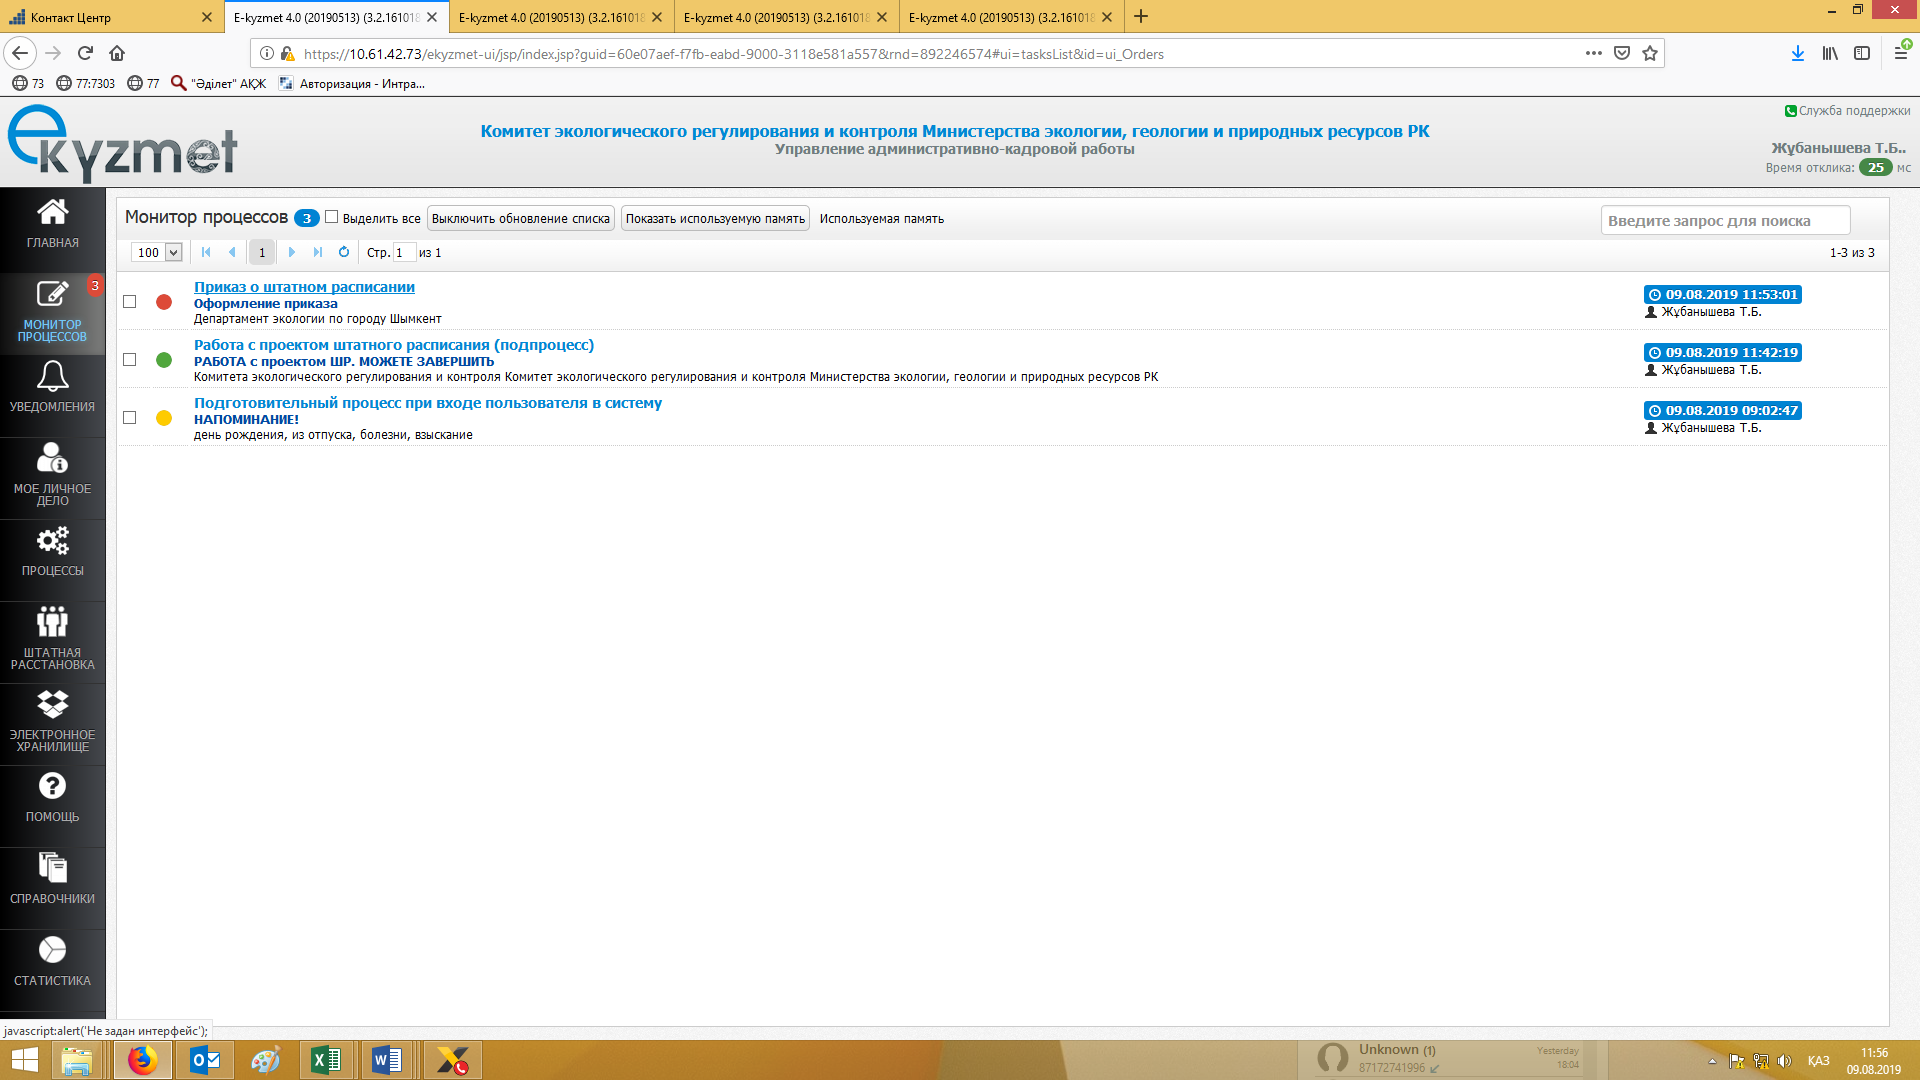 Контакт Центр
E-kyzmet 4.0 (20190513) (3.2.161018
E-kyzmet 4.0 (20190513) (3.2.161018
E-kyzmet 4.0 (20190513) (3.2.161018
E-kyzmet 4.0 (20190513) (3.2.161018
https://10.61.42.73/ekyzmet-ui/jsp/index.jsp?guid=60e07aef-f7fb-eabd-9000-3118e581a557&rnd=892246574#ui=tasksList&id=ui_Orders
73
77:7303
77
"Әділет" АҚЖ
Авторизация - Интра...
ekyzmet
Комитет экологического регулирования и контроля Министерства экологии, геологии и природных ресурсов РК
Управление административно-кадровой работы
Служба поддержки
Жұбанышева Т.Б..
Время отклика: 25 мс
ГЛАВНАЯ
3
МОНИТОР
ПРОЦЕССОВ
УВЕДОМЛЕНИЯ
МОЕ ЛИЧНОЕ
ДЕЛО
ПРОЦЕССЫ
ШТАТНАЯ
РАССТАНОВКА
ЭЛЕКТРОННОЕ
ХРАНИЛИЩЕ
ПОМОЩЬ
СПРАВОЧНИКИ
СТАТИСТИКА
Монитор процессов 3 Выделить все Выключить обновление списка Показать используемую память Используемая память
Введите запрос для поиска
100 1 Стр. 1 из 1
1-3 из 3
Приказ о штатном расписании
Оформление приказа
Департамент экологии по городу Шымкент
09.08.2019 11:53:01
Жұбанышева Т.Б.
Работа с проектом штатного расписания (подпроцесс)
РАБОТА с проектом ШР. МОЖЕТЕ ЗАВЕРШИТЬ
Комитета экологического регулирования и контроля Комитет экологического регулирования и контроля Министерства экологии, геологии и природных ресурсов РК
09.08.2019 11:42:19
Жұбанышева Т.Б.
Подготовительный процесс при входе пользователя в систему
НАПОМИНАНИЕ!
день рождения, из отпуска, болезни, взыскание
09.08.2019 09:02:47
Жұбанышева Т.Б.
javascript:alert('Не задан интерфейс');
Unknown (1)
87172741996
Yesterday
18:04
ҚАЗ
11:56
09.08.2019